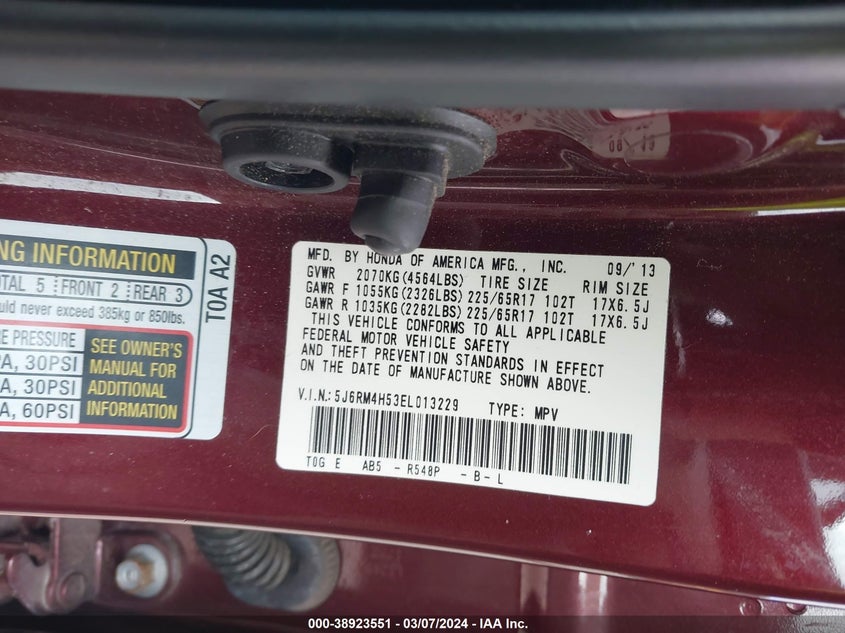 NG INFORMATION
OTAL 5 FRONT 2 REAR 3
ould never exceed 385kg or 850lbs.
E PRESSURE
A, 30PSI
A, 30PSI
A, 60PSI
SEE OWNER'S
MANUAL FOR
ADDITIONAL
INFORMATION
T0A A2
MFD. BY HONDA OF AMERICA MFG., INC. 09/'13
GVWR 2070KG(4564LBS) TIRE SIZE RIM SIZE
GAWR F 1055KG(2326LBS) 225/65R17 102T 17X6.5J
GAWR R 1035KG(2282LBS) 225/65R17 102T 17X6.5J
THIS VEHICLE CONFORMS TO ALL APPLICABLE
FEDERAL MOTOR VEHICLE SAFETY
AND THEFT PREVENTION STANDARDS IN EFFECT
ON THE DATE OF MANUFACTURE SHOWN ABOVE.
V.I.N.:5J6RM4H53EL013229 TYPE: MPV
T0G E AB5 - R548P - B - L
000-38923551 - 03/07/2024 - IAA Inc.